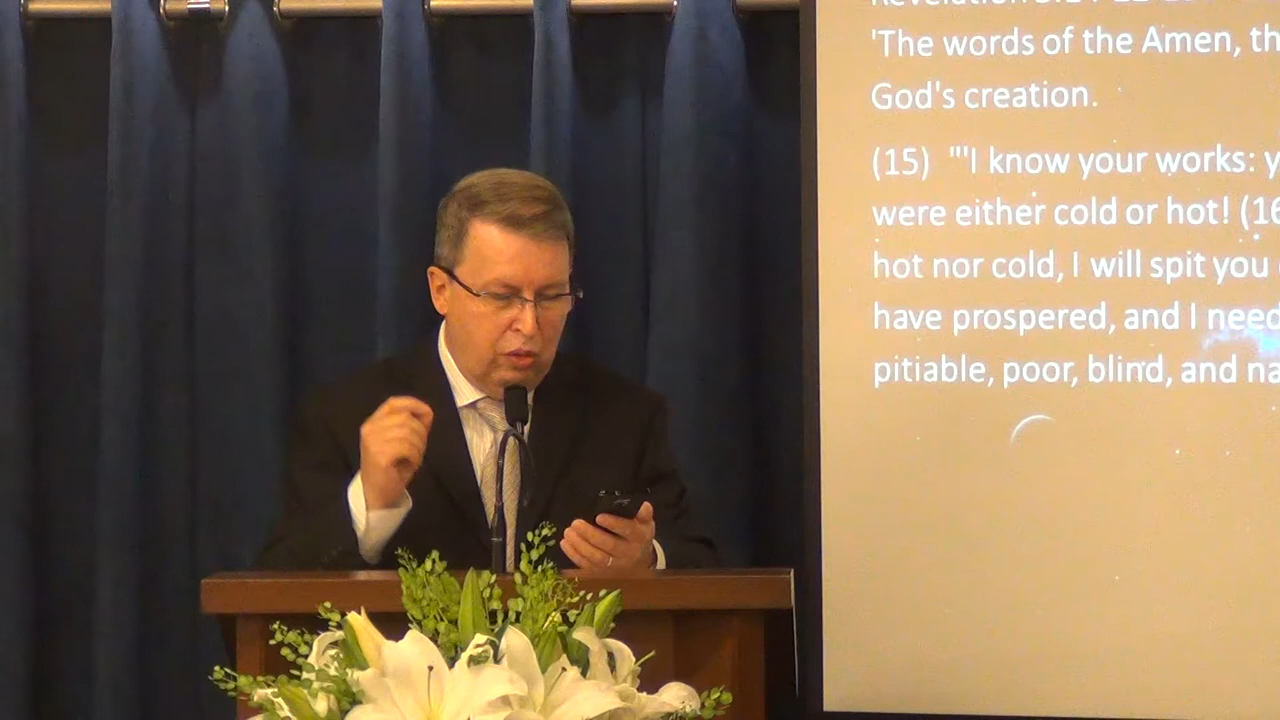 'The words of the Amen, th
God's creation.
(15) "'I know your works: y
were either cold or hot! (16
hot nor cold, I will spit you
have prospered, and I need
pitiable, poor, blind, and na